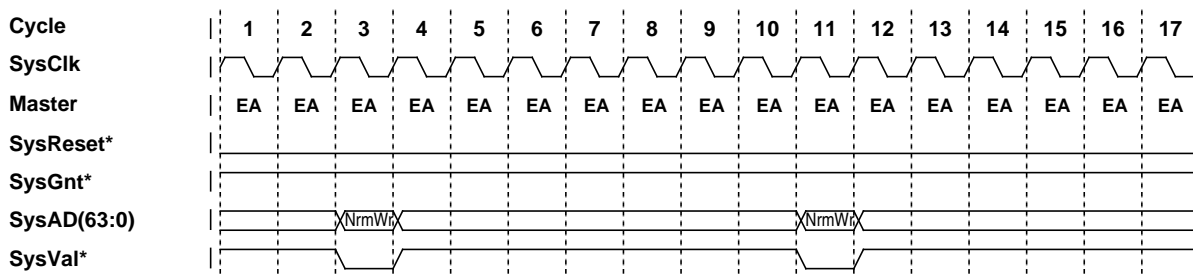 Cycle 1 2 3 4 5 6 7 8 9 10 11 12 13 14 15 16 17
SysClk
Master EA EA EA EA EA EA EA EA EA EA EA EA EA EA EA EA EA
SysReset*
SysGnt*
SysAD(63:0) NrmWr NrmWr
SysVal*